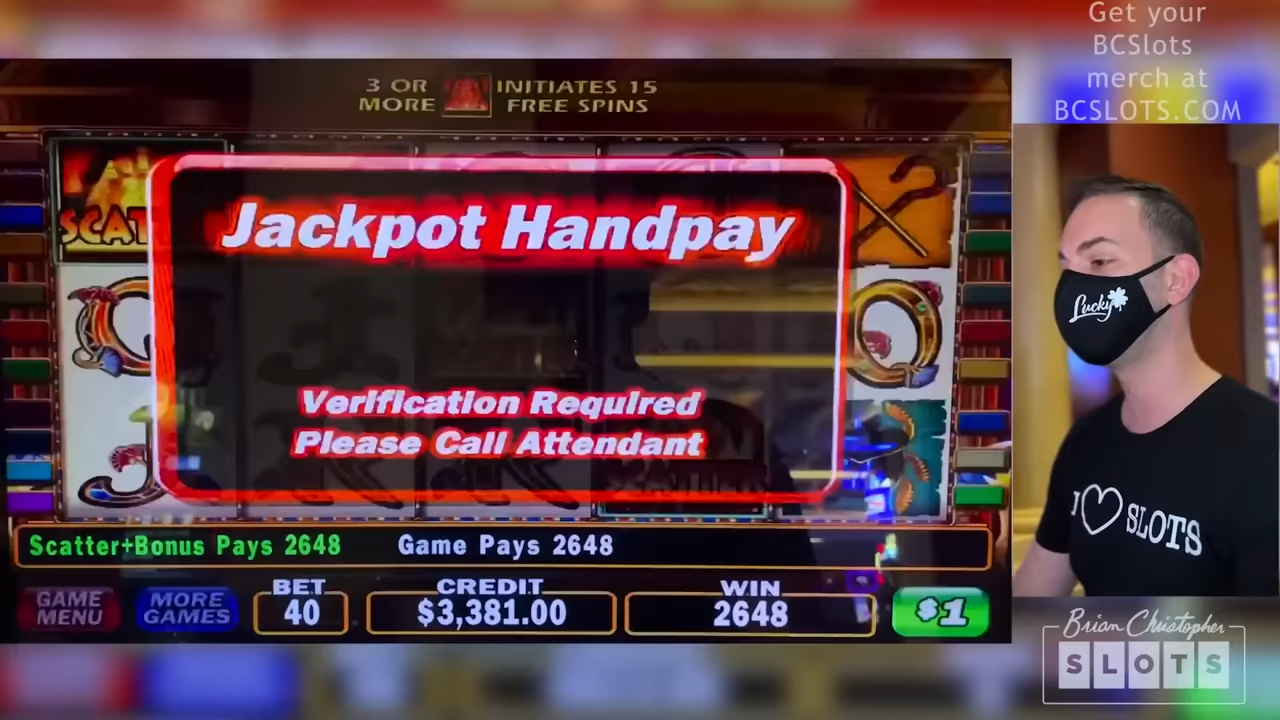 Get your
BCSlots
merch at
BCSLOTS.COM
3 OR MORE
INITIATES 15 FREE SPINS
SCAT
Jackpot Handpay
Verification Required
Please Call Attendant
Q
Q
J
Lucky
I ♡ SLOTS
Scatter+Bonus Pays 2648 Game Pays 2648
GAME MENU
MORE GAMES
BET
40
CREDIT
$3,381.00
WIN
2648
$1
Brian Christopher
SLOTS